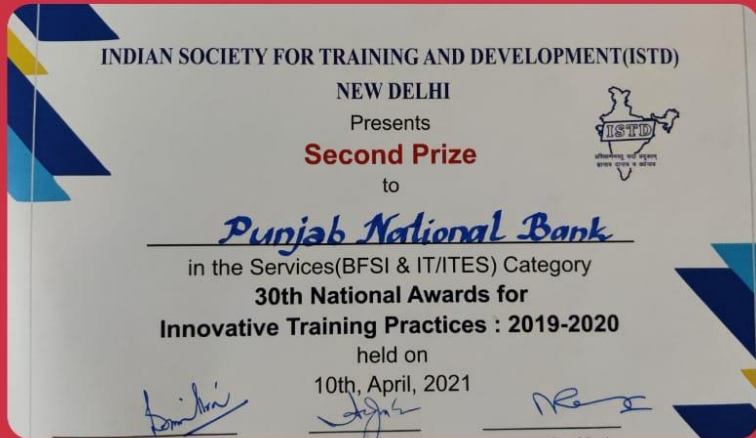 INDIAN SOCIETY FOR TRAINING AND DEVELOPMENT(ISTD)
NEW DELHI
Presents
Second Prize
to
ISTD
Punjab National Bank
in the Services(BFSI & IT/ITES) Category
30th National Awards for
Innovative Training Practices : 2019-2020
held on
10th, April, 2021